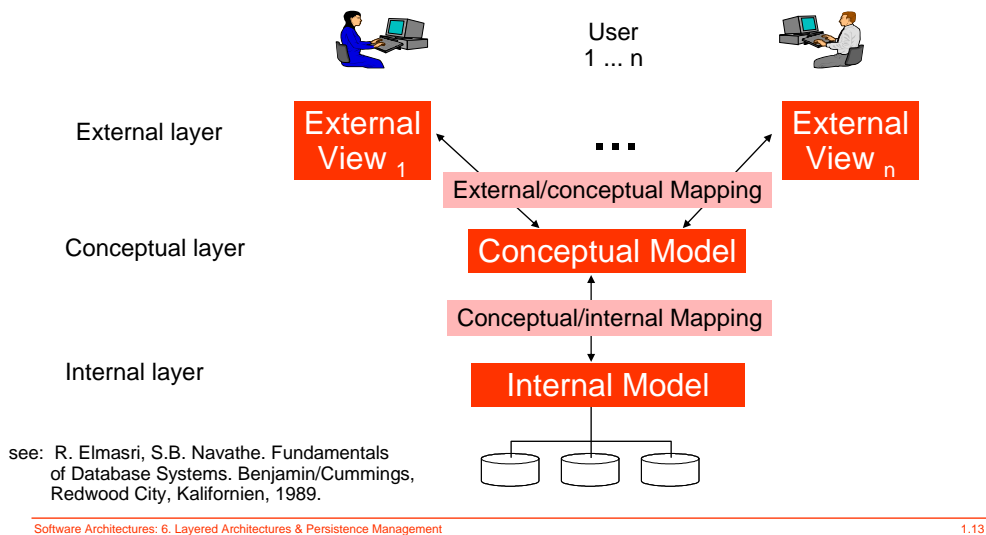 User
1 ... n
External layer
External
View 1
...
External
View n
External/conceptual Mapping
Conceptual layer
Conceptual Model
Conceptual/internal Mapping
Internal layer
Internal Model
see: R. Elmasri, S.B. Navathe. Fundamentals
of Database Systems. Benjamin/Cummings,
Redwood City, Kalifornien, 1989.
Software Architectures: 6. Layered Architectures & Persistence Management 1.13